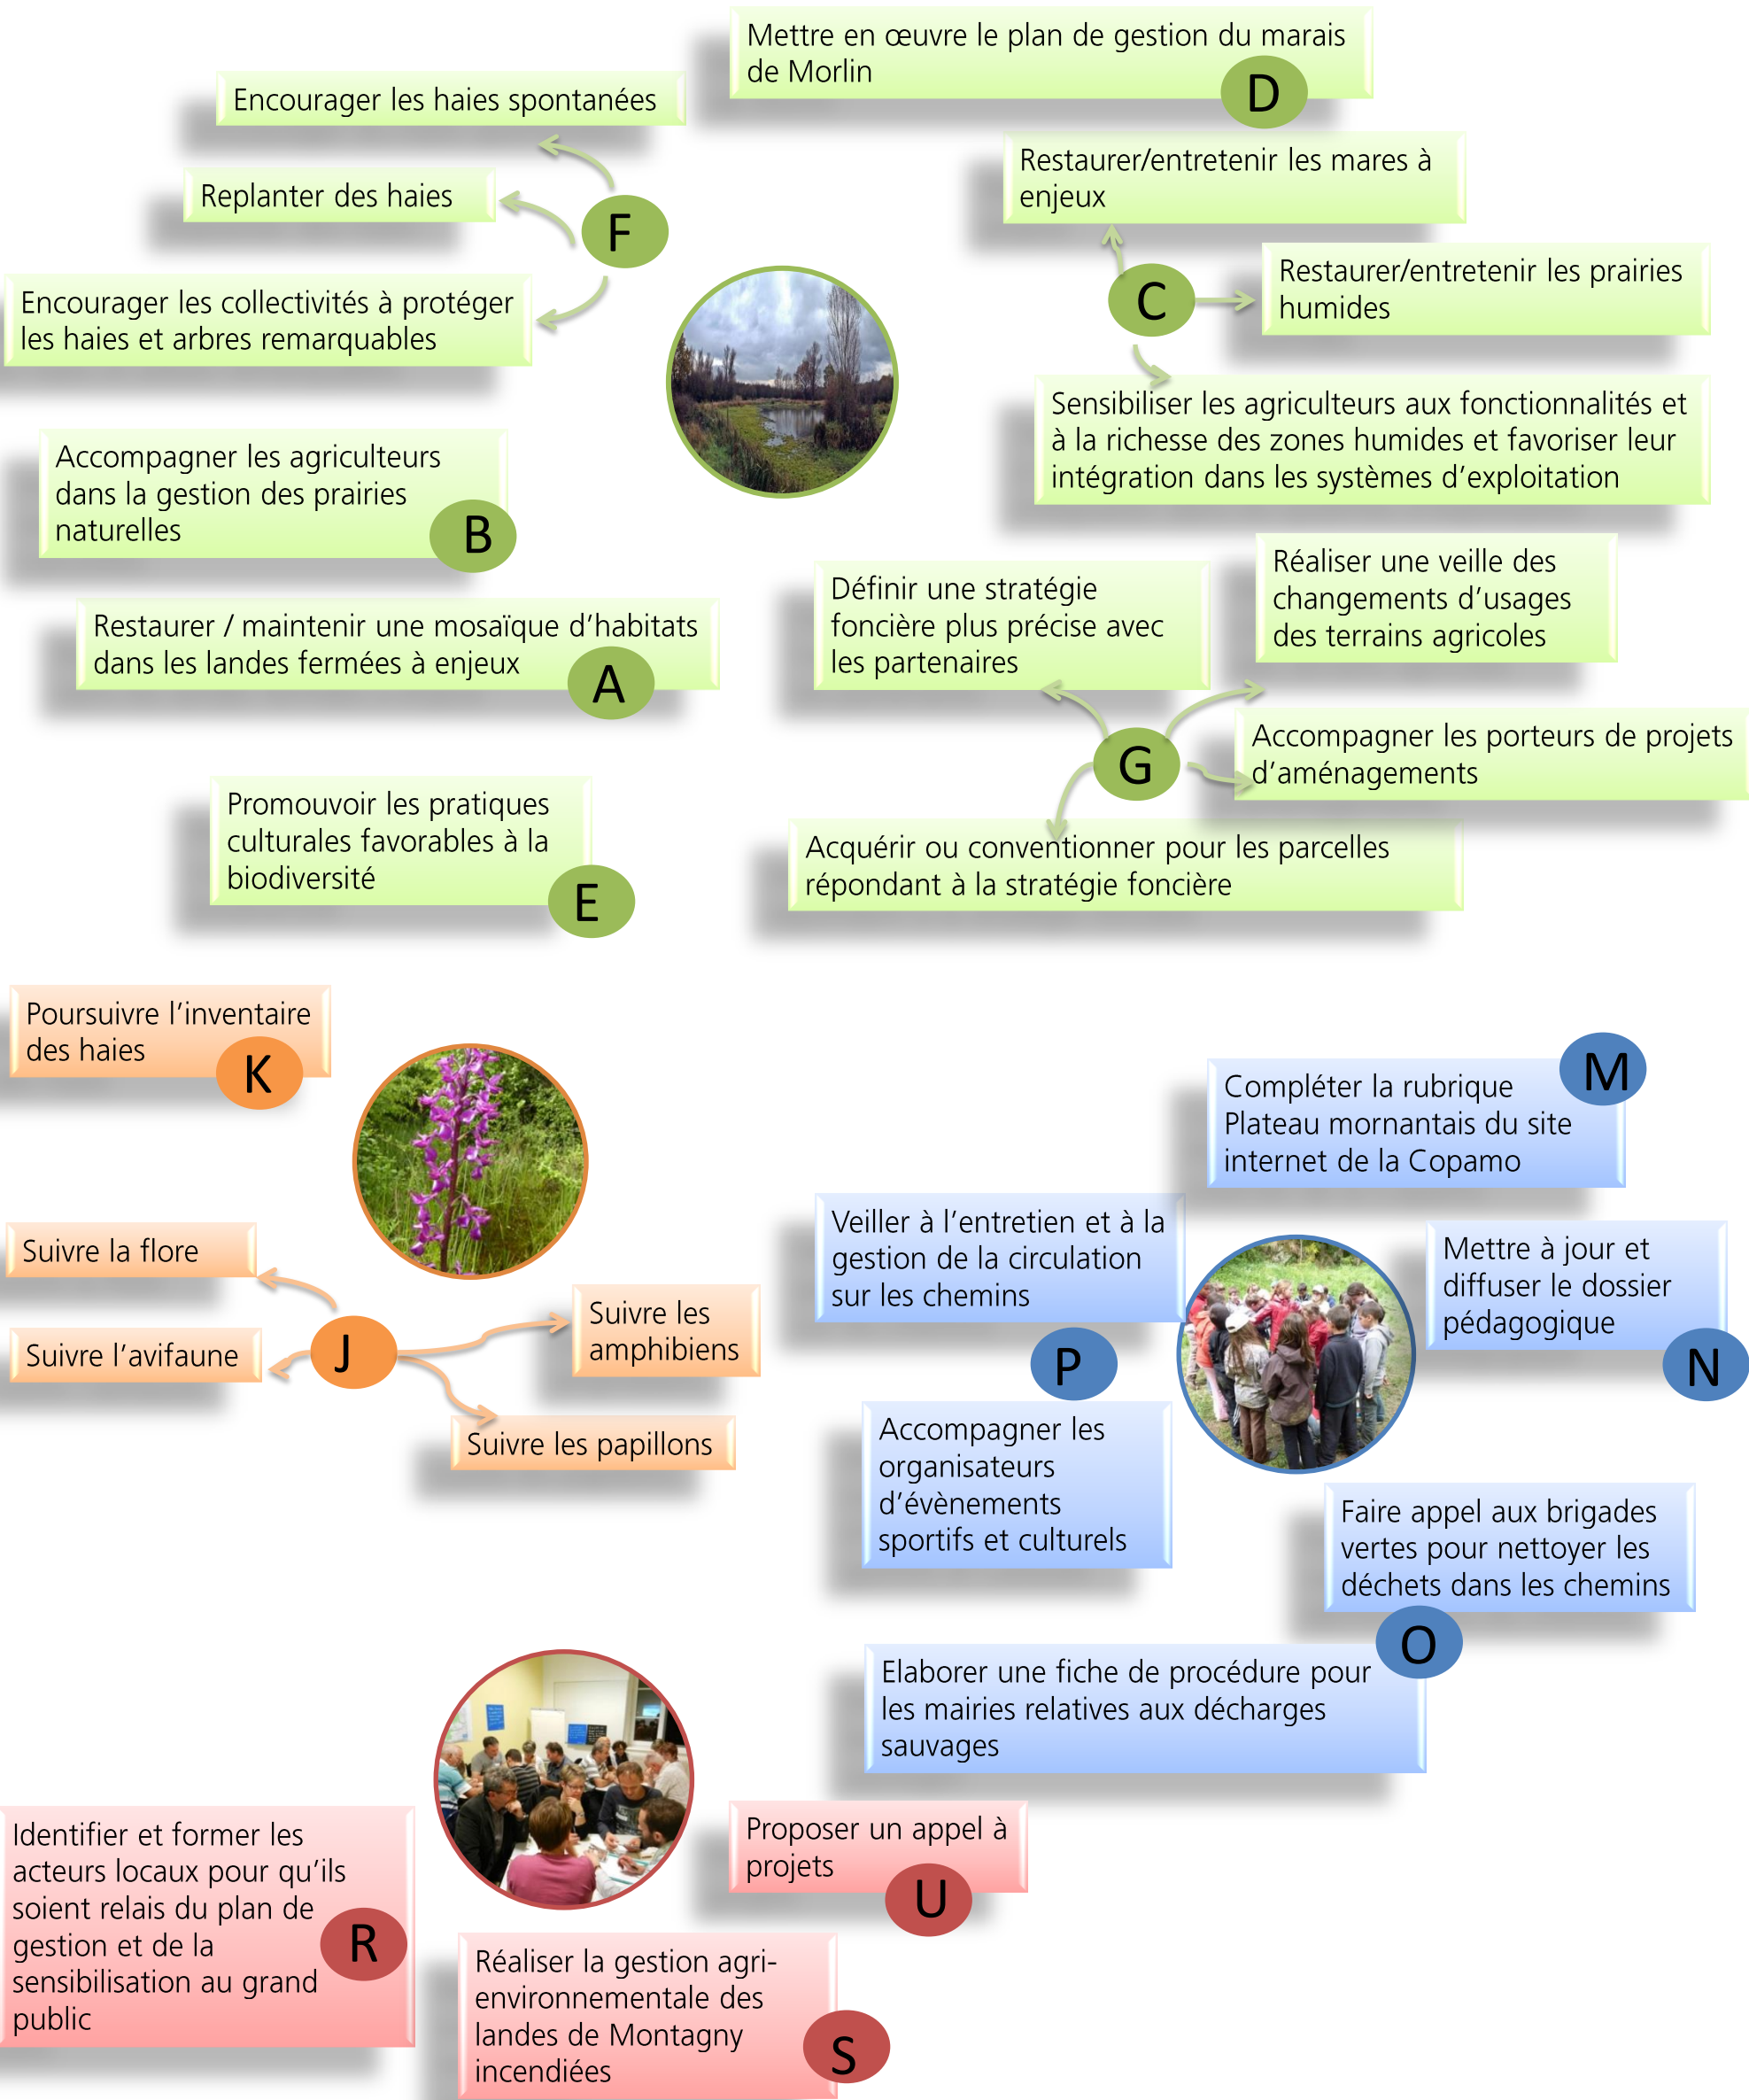 Mettre en œuvre le plan de gestion du marais
de Morlin
D
Encourager les haies spontanées
Replanter des haies
F
Encourager les collectivités à protéger
les haies et arbres remarquables
Restaurer/entretenir les mares à
enjeux
C
Restaurer/entretenir les prairies
humides
Sensibiliser les agriculteurs aux fonctionnalités et
à la richesse des zones humides et favoriser leur
intégration dans les systèmes d’exploitation
Accompagner les agriculteurs
dans la gestion des prairies
naturelles
B
Restaurer / maintenir une mosaïque d’habitats
dans les landes fermées à enjeux
A
Définir une stratégie
foncière plus précise avec
les partenaires
Réaliser une veille des
changements d’usages
des terrains agricoles
G
Accompagner les porteurs de projets
d’aménagements
Acquérir ou conventionner pour les parcelles
répondant à la stratégie foncière
Promouvoir les pratiques
culturales favorables à la
biodiversité
E
Poursuivre l’inventaire
des haies
K
Suivre la flore
Suivre l’avifaune
J
Suivre les
amphibiens
Suivre les papillons
M
Compléter la rubrique
Plateau mornantais du site
internet de la Copamo
Veiller à l’entretien et à la
gestion de la circulation
sur les chemins
P
Mettre à jour et
diffuser le dossier
pédagogique
N
Accompagner les
organisateurs
d’évènements
sportifs et culturels
Faire appel aux brigades
vertes pour nettoyer les
déchets dans les chemins
O
Elaborer une fiche de procédure pour
les mairies relatives aux décharges
sauvages
Identifier et former les
acteurs locaux pour qu’ils
soient relais du plan de
gestion et de la
sensibilisation au grand
public
R
Proposer un appel à
projets
U
Réaliser la gestion agri-
environnementale des
landes de Montagny
incendiées
S